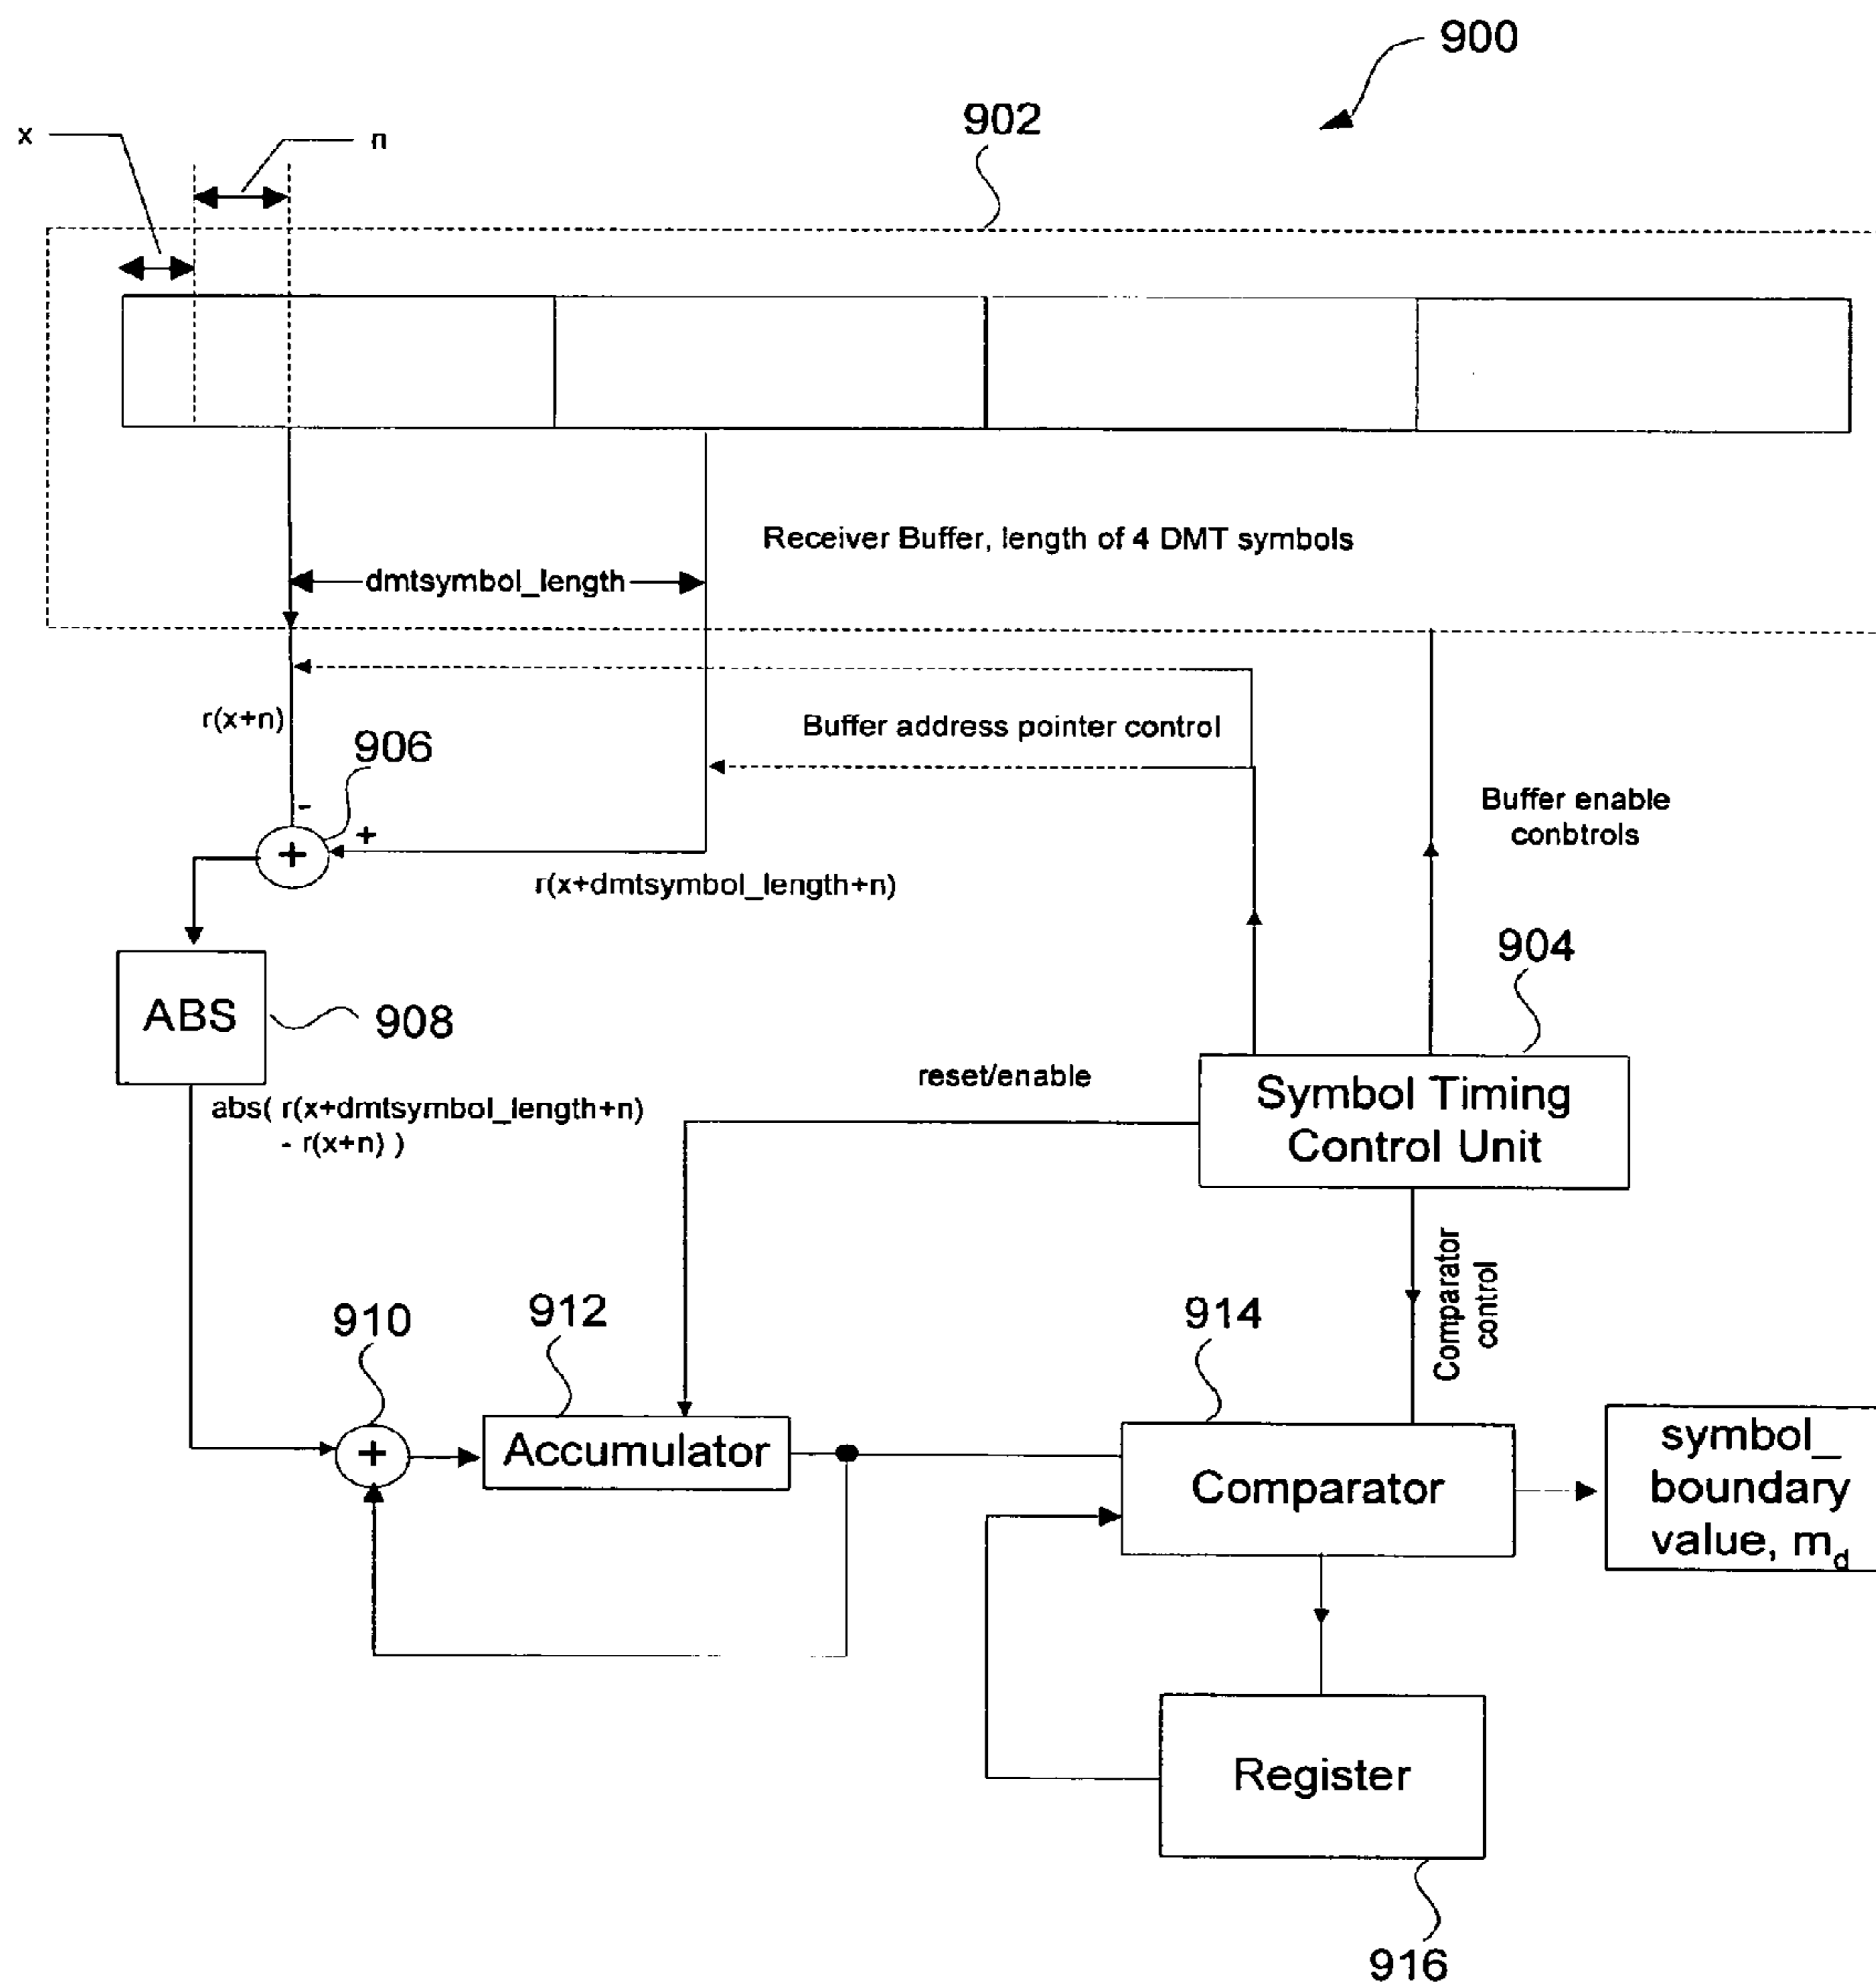 900
902
x
n
Receiver Buffer, length of 4 DMT symbols
dmtsymbol_length
r(x+n)
Buffer address pointer control
906
-
+
+
Buffer enable
conbtrols
r(x+dmtsymbol_length+n)
904
ABS
908
reset/enable
Symbol Timing
Control Unit
abs( r(x+dmtsymbol_length+n)
- r(x+n) )
Comparator
control
910
912
914
+
Accumulator
Comparator
symbol_
boundary
value, m_d
Register
916